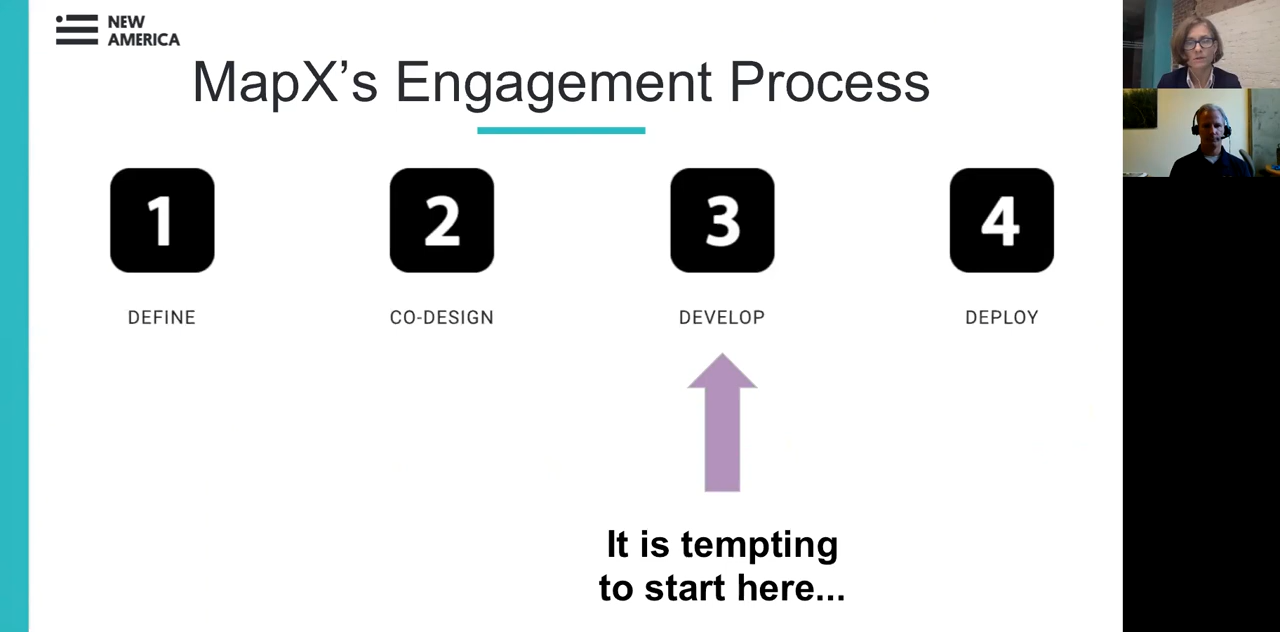 NEW
AMERICA
MapX’s Engagement Process
1
2
3
4
DEFINE
CO-DESIGN
DEVELOP
DEPLOY
It is tempting
to start here...